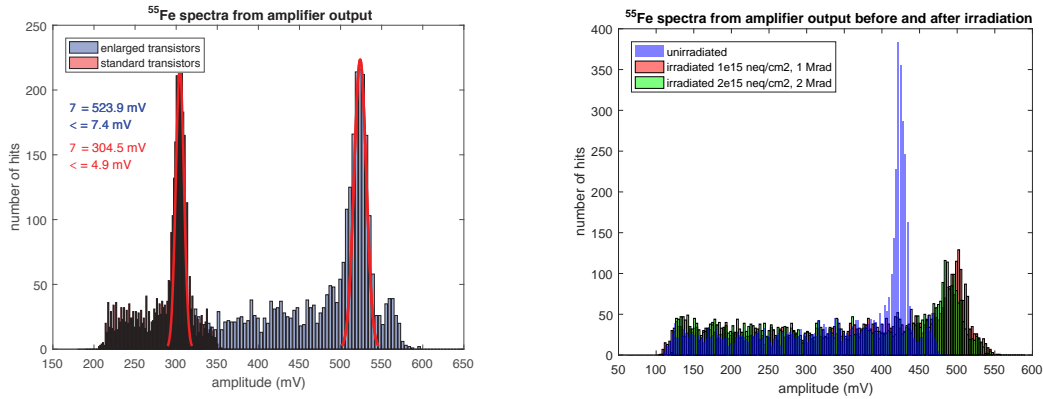 55Fe spectra from amplifier output
250
200
150
100
50
0
number of hits
enlarged transistors
standard transistors
7 = 523.9 mV
< = 7.4 mV
7 = 304.5 mV
< = 4.9 mV
150 200 250 300 350 400 450 500 550 600 650
amplitude (mV)
55Fe spectra from amplifier output before and after irradiation
400
350
300
250
200
150
100
50
0
number of hits
unirradiated
irradiated 1e15 neq/cm2, 1 Mrad
irradiated 2e15 neq/cm2, 2 Mrad
50 100 150 200 250 300 350 400 450 500 550 600
amplitude (mV)